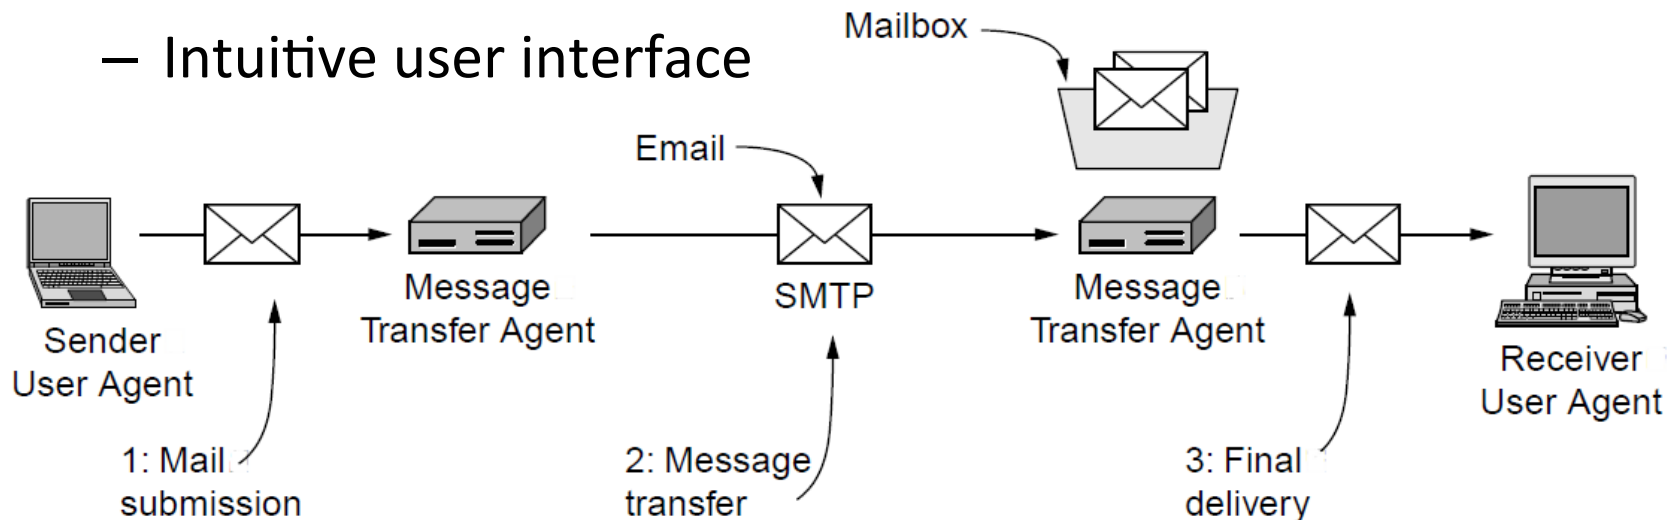 – Intuitive user interface
Mailbox
Email
Message
Transfer Agent
SMTP
Message
Transfer Agent
Sender
User Agent
Receiver
User Agent
1: Mail
submission
2: Message
transfer
3: Final
delivery